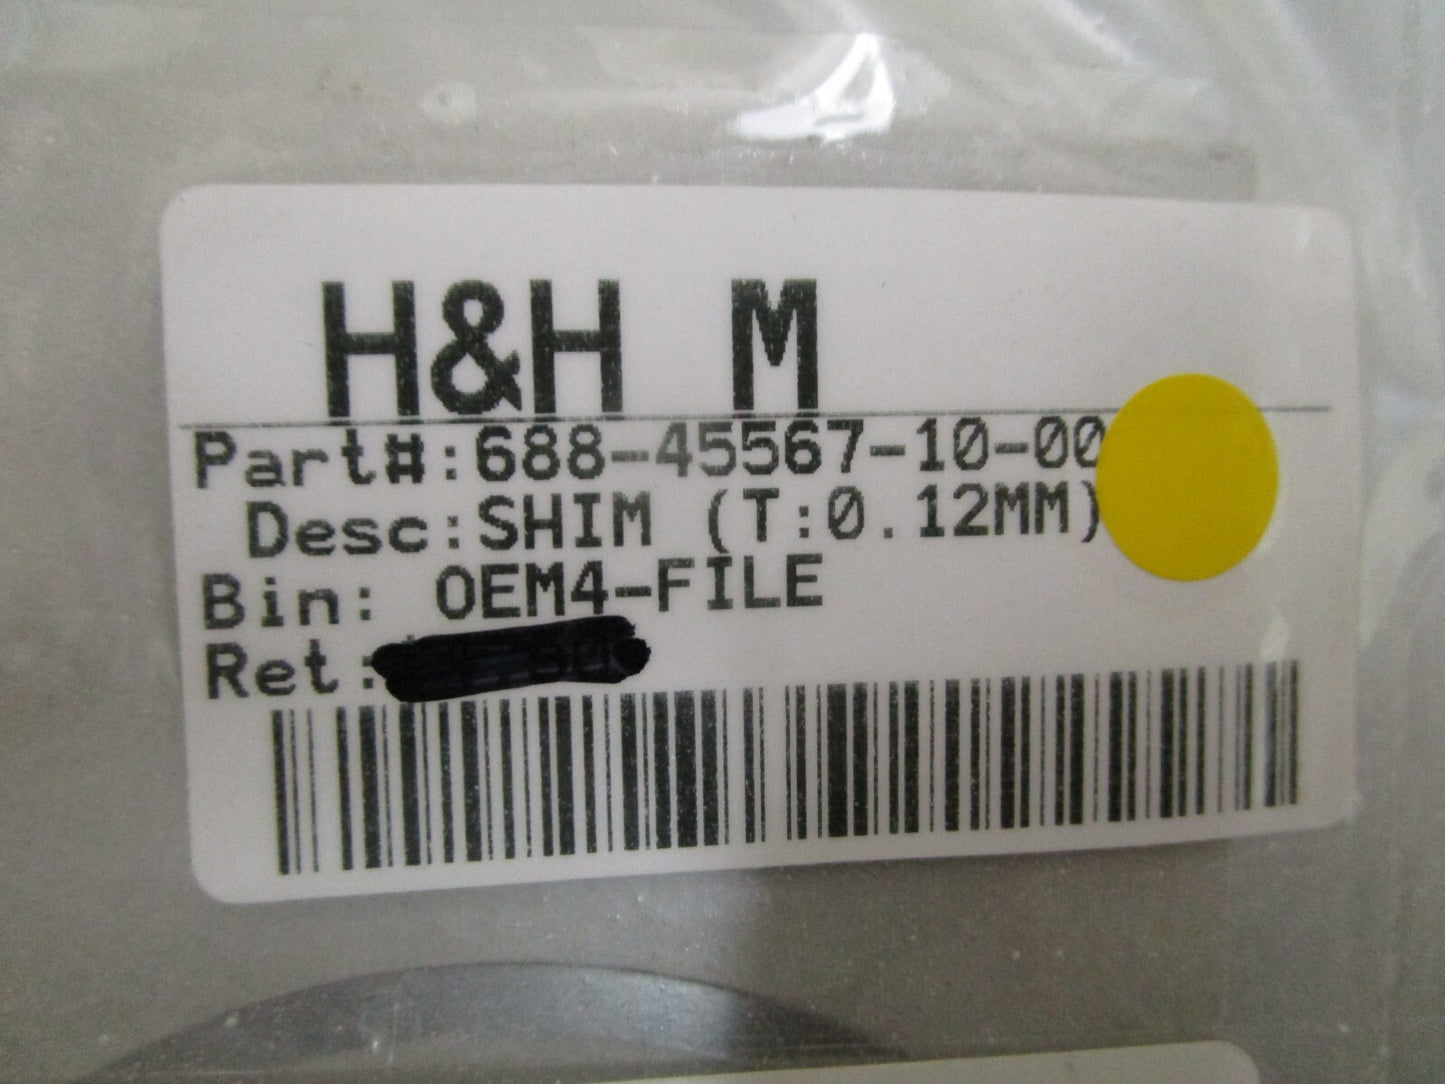 H&H M
Part#:688-45567-10-00
Desc:SHIM (T:0.12MM)
Bin: OEM4-FILE
Ret: